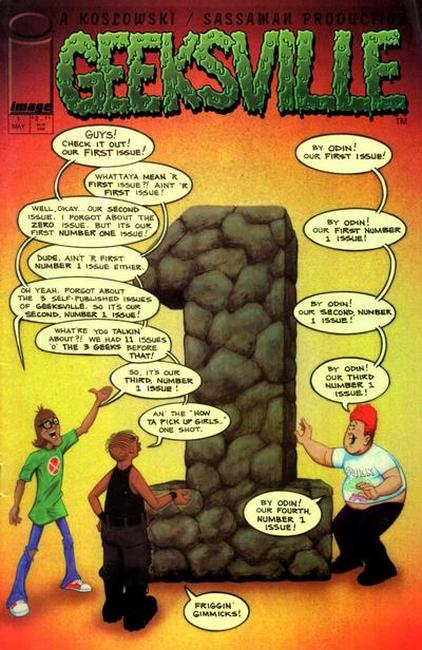 A KOSLOWSKI / SASSAMAN PRODUCTION
GEEKSVILLE
TM
image
1
MAY
GUYS!
CHECK IT OUT!
OUR FIRST ISSUE!
WHATTAYA MEAN 'R
FIRST ISSUE?! AIN'T 'R
FIRST ISSUE!
WELL, OKAY... OUR SECOND
ISSUE. I FORGOT ABOUT THE
ZERO ISSUE. BUT ITS OUR
FIRST NUMBER ONE ISSUE!
DUDE, AIN'T 'R FIRST
NUMBER 1 ISSUE EITHER.
OH YEAH. FORGOT ABOUT
THE 3 SELF-PUBLISHED ISSUES
OF GEEKSVILLE. SO IT'S OUR
SECOND, NUMBER 1 ISSUE!
WHAT'RE YOU TALKIN'
ABOUT?! WE HAD 11 ISSUES
'O' THE 3 GEEKS BEFORE
THAT!
SO, IT'S OUR
THIRD, NUMBER
1 ISSUE!
AN' THE "HOW
TA PICK UP GIRLS..."
ONE SHOT.
BY ODIN!
OUR FIRST ISSUE!
BY ODIN!
OUR FIRST NUMBER
1 ISSUE!
BY ODIN!
OUR SECOND, NUMBER
1 ISSUE!
BY ODIN!
OUR THIRD
NUMBER 1
ISSUE!
BY ODIN!
OUR FOURTH,
NUMBER 1
ISSUE!
FRIGGIN'
GIMMICKS!